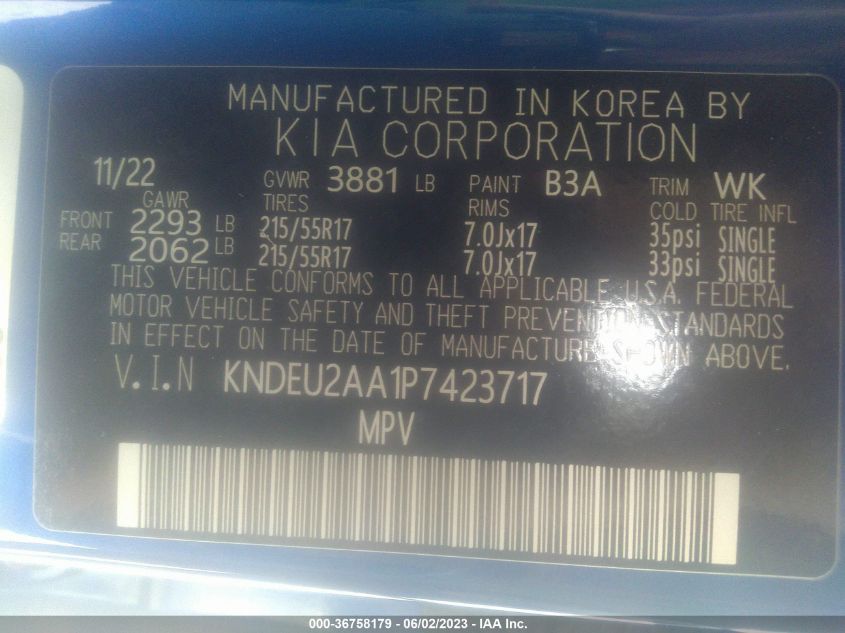 MANUFACTURED IN KOREA BY
KIA CORPORATION
11/22 GVWR 3881 LB PAINT B3A TRIM WK
GAWR TIRES RIMS COLD TIRE INFL
FRONT 2293 LB 215/55R17 7.0Jx17 35psi SINGLE
REAR 2062 LB 215/55R17 7.0Jx17 33psi SINGLE
THIS VEHICLE CONFORMS TO ALL APPLICABLE U.S.A. FEDERAL
MOTOR VEHICLE SAFETY AND THEFT PREVENTION STANDARDS
IN EFFECT ON THE DATE OF MANUFACTURE SHOWN ABOVE.
V.I.N KNDEU2AA1P7423717
MPV
000-36758179 - 06/02/2023 - IAA Inc.